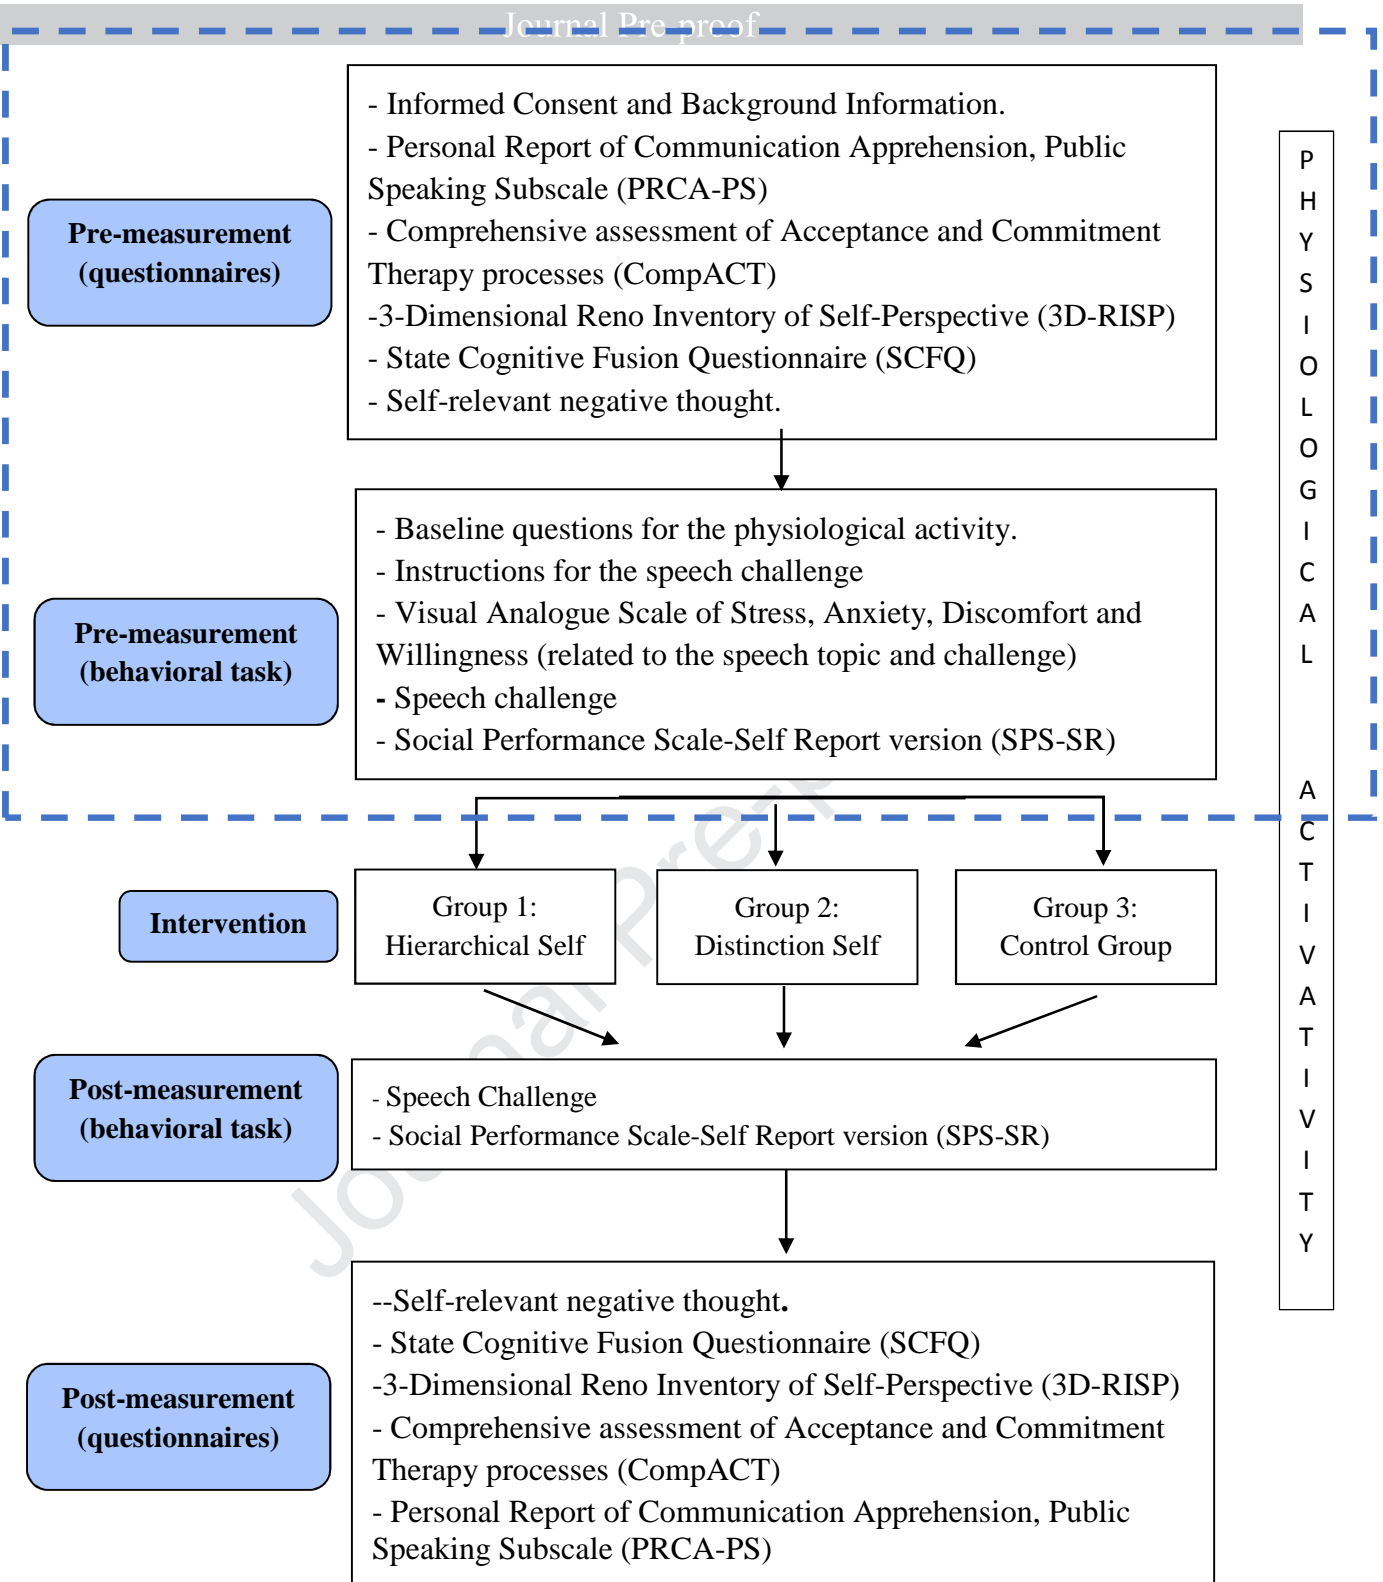 Journal Pre-proof
Pre-measurement
(questionnaires)
- Informed Consent and Background Information.
- Personal Report of Communication Apprehension, Public
Speaking Subscale (PRCA-PS)
- Comprehensive assessment of Acceptance and Commitment
Therapy processes (CompACT)
-3-Dimensional Reno Inventory of Self-Perspective (3D-RISP)
- State Cognitive Fusion Questionnaire (SCFQ)
- Self-relevant negative thought.
Pre-measurement
(behavioral task)
- Baseline questions for the physiological activity.
- Instructions for the speech challenge
- Visual Analogue Scale of Stress, Anxiety, Discomfort and
Willingness (related to the speech topic and challenge)
- Speech challenge
- Social Performance Scale-Self Report version (SPS-SR)
Intervention
Group 1:
Hierarchical Self
Group 2:
Distinction Self
Group 3:
Control Group
Post-measurement
(behavioral task)
- Speech Challenge
- Social Performance Scale-Self Report version (SPS-SR)
Post-measurement
(questionnaires)
--Self-relevant negative thought.
- State Cognitive Fusion Questionnaire (SCFQ)
-3-Dimensional Reno Inventory of Self-Perspective (3D-RISP)
- Comprehensive assessment of Acceptance and Commitment
Therapy processes (CompACT)
- Personal Report of Communication Apprehension, Public
Speaking Subscale (PRCA-PS)
PHYSIOLOGICAL ACTIVATIVITY
Journal Pre-p